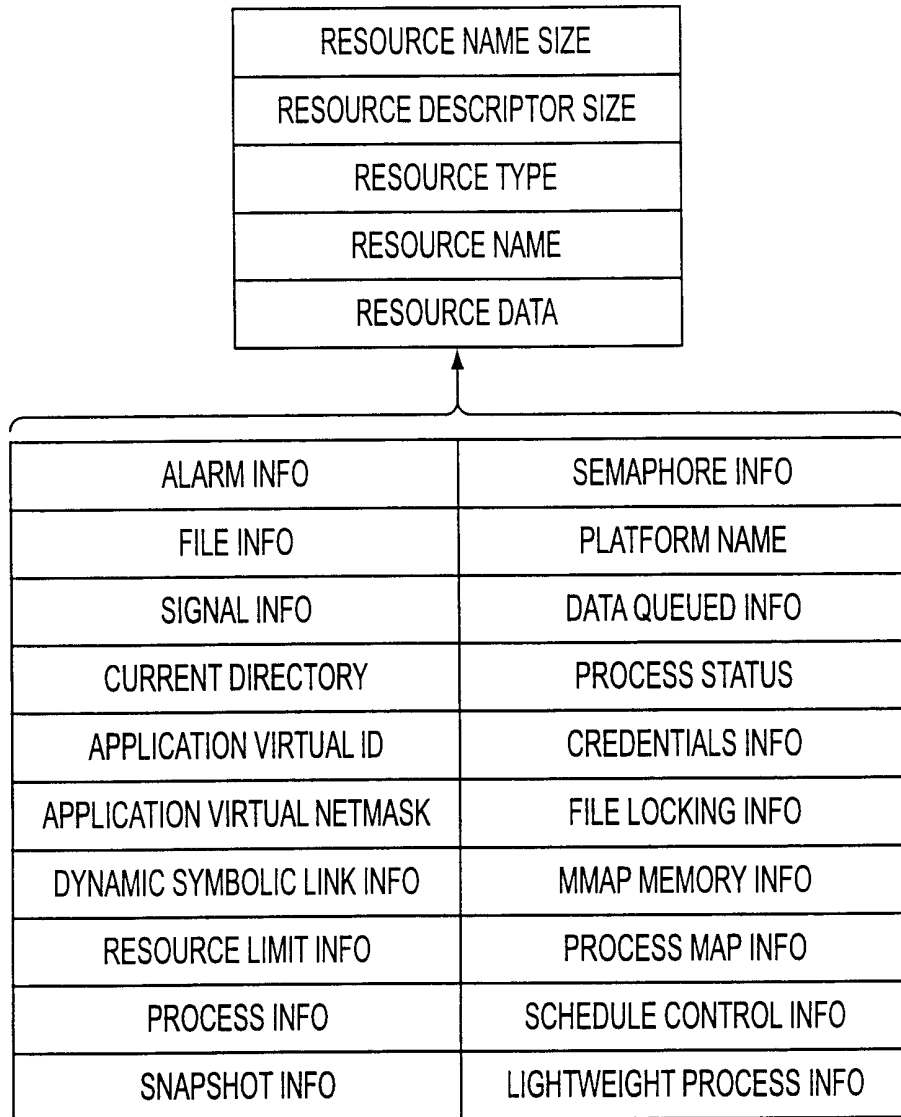 RESOURCE NAME SIZE
RESOURCE DESCRIPTOR SIZE
RESOURCE TYPE
RESOURCE NAME
RESOURCE DATA
ALARM INFO SEMAPHORE INFO
FILE INFO PLATFORM NAME
SIGNAL INFO DATA QUEUED INFO
CURRENT DIRECTORY PROCESS STATUS
APPLICATION VIRTUAL ID CREDENTIALS INFO
APPLICATION VIRTUAL NETMASK FILE LOCKING INFO
DYNAMIC SYMBOLIC LINK INFO MMAP MEMORY INFO
RESOURCE LIMIT INFO PROCESS MAP INFO
PROCESS INFO SCHEDULE CONTROL INFO
SNAPSHOT INFO LIGHTWEIGHT PROCESS INFO